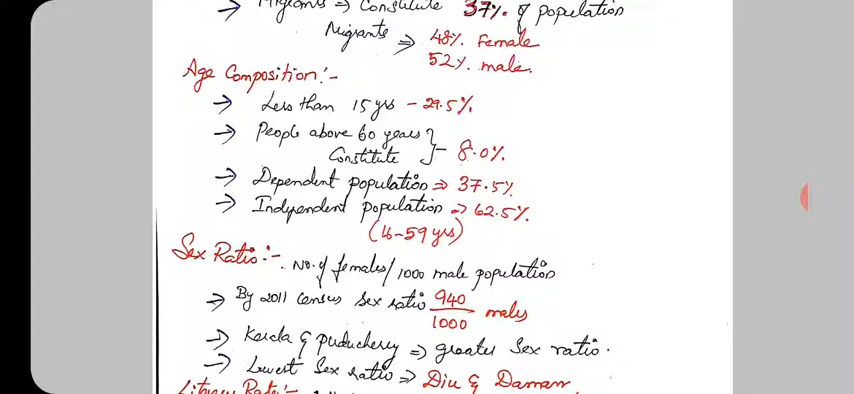 → Migrants ⇒ Constitute 37% of population
Migrants ⇒ 48% Female
52% male.
Age Composition:-
→ Less than 15 yrs - 29.5%
→ People above 60 years }
Constitute } - 8.0%
→ Dependent population ⇒ 37.5%
→ Independent population ⇒ 62.5%
(16-59 yrs)
Sex Ratio:- No. of females/1000 male population
→ By 2011 Census Sex ratio 940/1000 males
→ Kerala & puducherry ⇒ greater Sex ratio.
→ Lowest Sex ratio ⇒ Diu & Daman
Literacy Rate:-